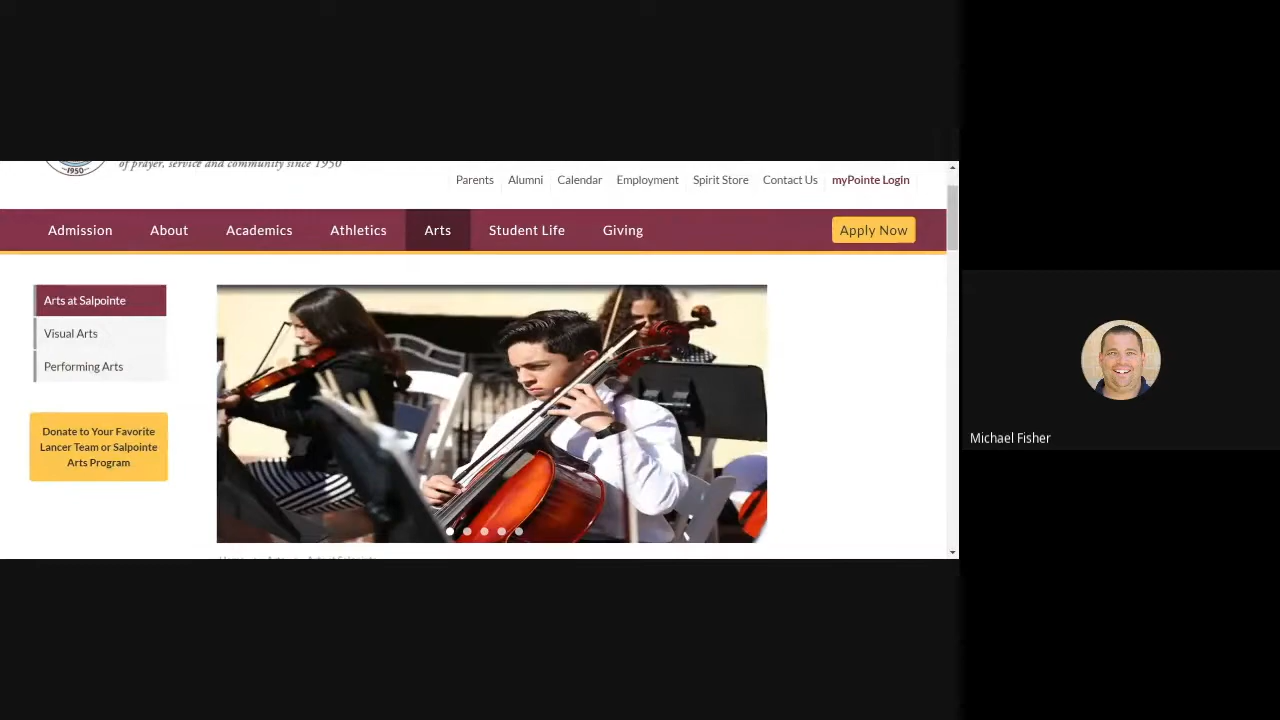 1950
of prayer, service and community since 1950
Parents Alumni Calendar Employment Spirit Store Contact Us myPointe Login
Admission About Academics Athletics Arts Student Life Giving Apply Now
Arts at Salpointe
Visual Arts
Performing Arts
Donate to Your Favorite
Lancer Team or Salpointe
Arts Program
Michael Fisher